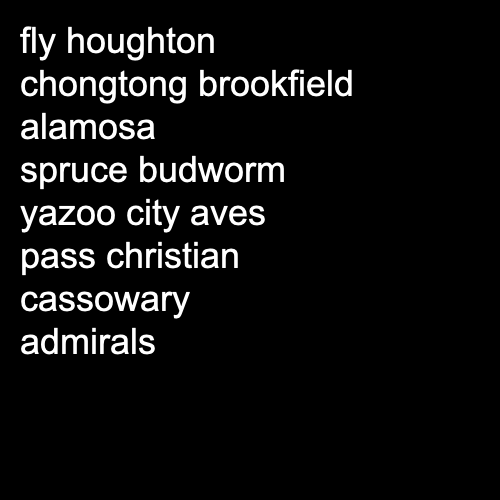 fly houghton
chongtong brookfield
alamosa
spruce budworm
yazoo city aves
pass christian
cassowary
admirals